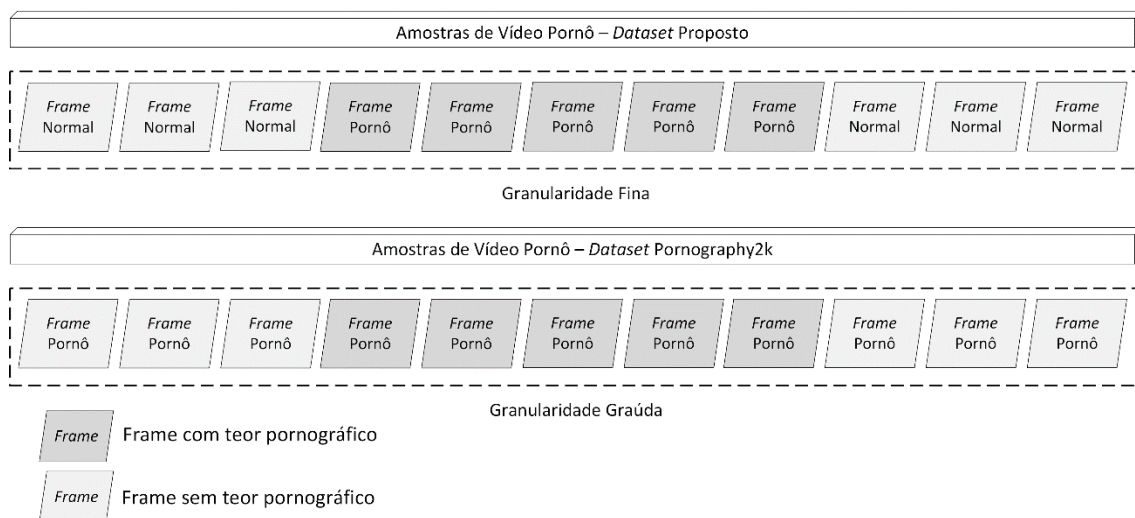 Amostras de Vídeo Pornô – Dataset Proposto
Frame Frame Frame Frame Frame Frame Frame Frame Frame Frame Frame
Normal Normal Normal Pornô Pornô Pornô Pornô Pornô Normal Normal Normal
Granularidade Fina
Amostras de Vídeo Pornô – Dataset Pornography2k
Frame Frame Frame Frame Frame Frame Frame Frame Frame Frame Frame
Pornô Pornô Pornô Pornô Pornô Pornô Pornô Pornô Pornô Pornô Pornô
Granularidade Graúda
Frame Frame com teor pornográfico
Frame Frame sem teor pornográfico